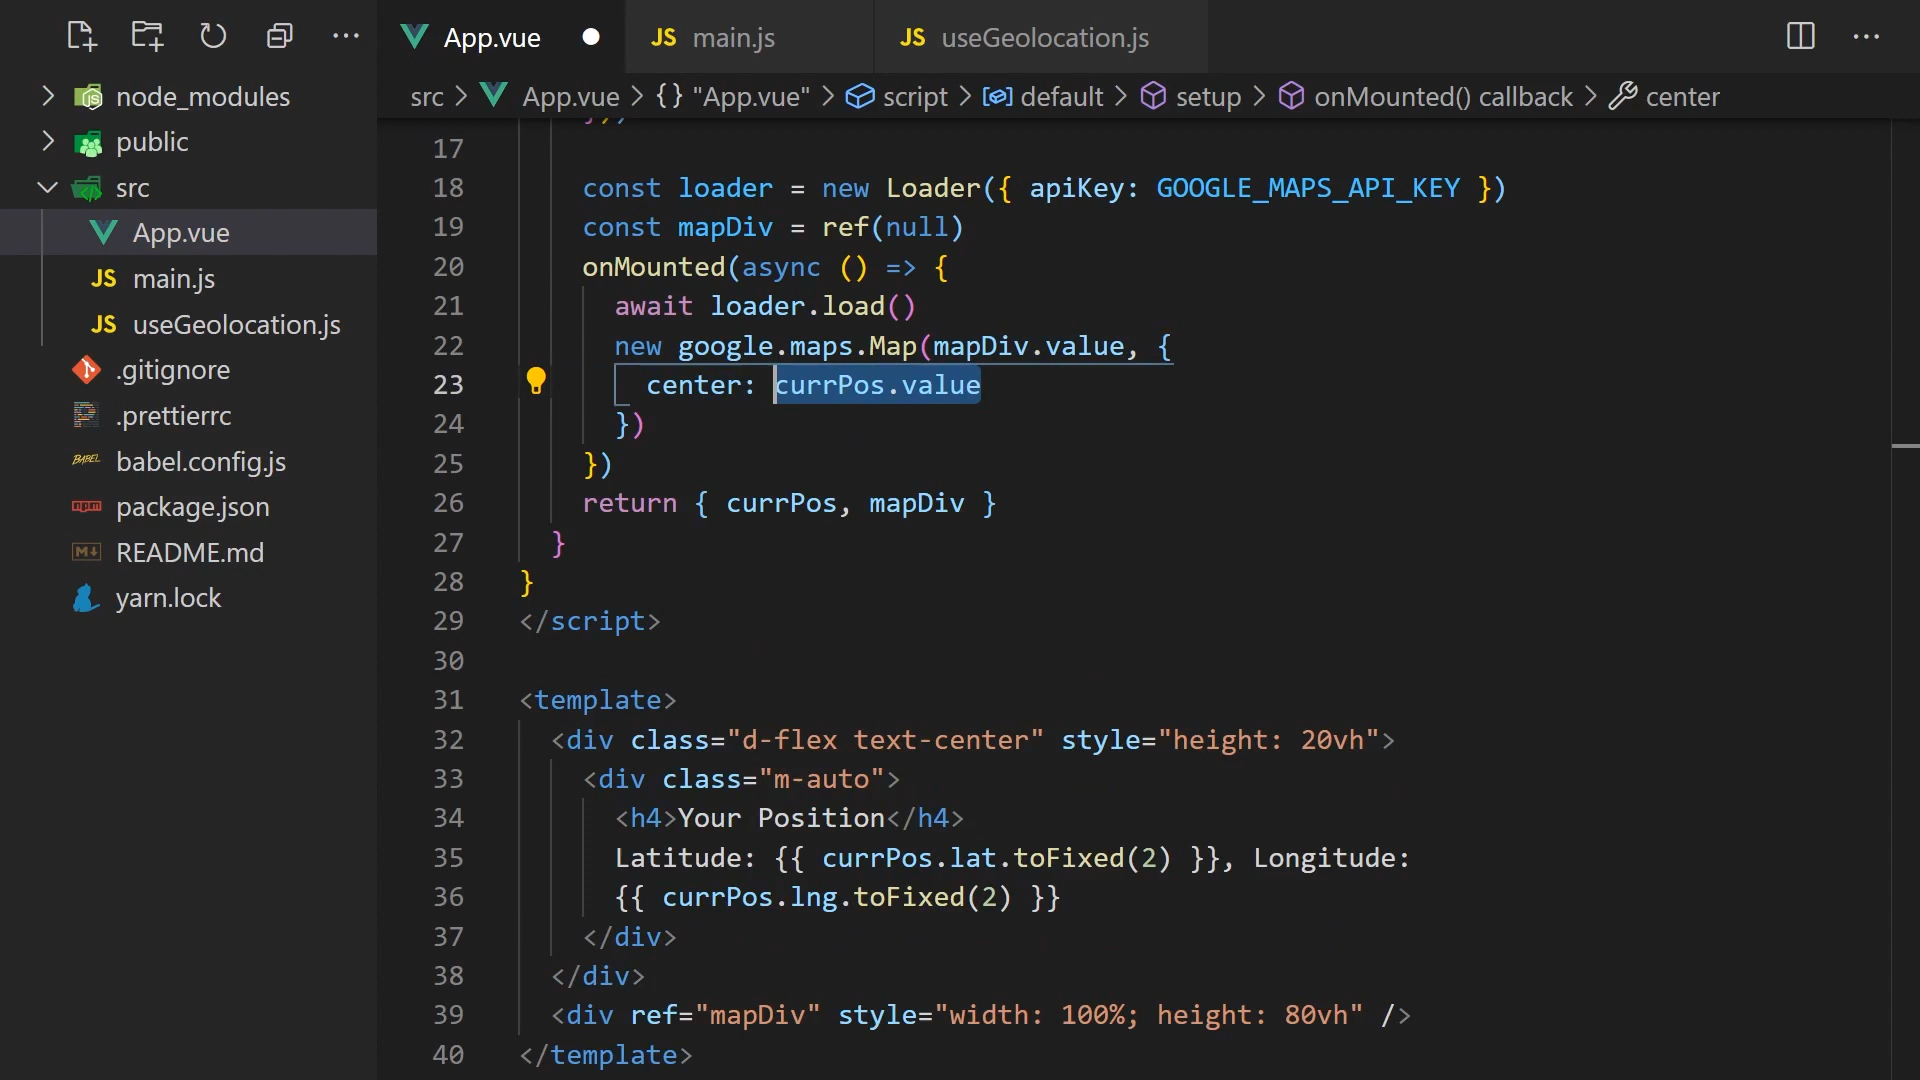 App.vue
main.js
useGeolocation.js
src > App.vue > {} "App.vue" > script > default > setup > onMounted() callback > center
node_modules
public
src
App.vue
main.js
useGeolocation.js
.gitignore
.prettierrc
babel.config.js
package.json
README.md
yarn.lock
17
18 const loader = new Loader({ apiKey: GOOGLE_MAPS_API_KEY })
19 const mapDiv = ref(null)
20 onMounted(async () => {
21 await loader.load()
22 new google.maps.Map(mapDiv.value, {
23 center: currPos.value
24 })
25 })
26 return { currPos, mapDiv }
27 }
28 }
29 </script>
30
31 <template>
32 <div class="d-flex text-center" style="height: 20vh">
33 <div class="m-auto">
34 <h4>Your Position</h4>
35 Latitude: {{ currPos.lat.toFixed(2) }}, Longitude:
36 {{ currPos.lng.toFixed(2) }}
37 </div>
38 </div>
39 <div ref="mapDiv" style="width: 100%; height: 80vh" />
40 </template>